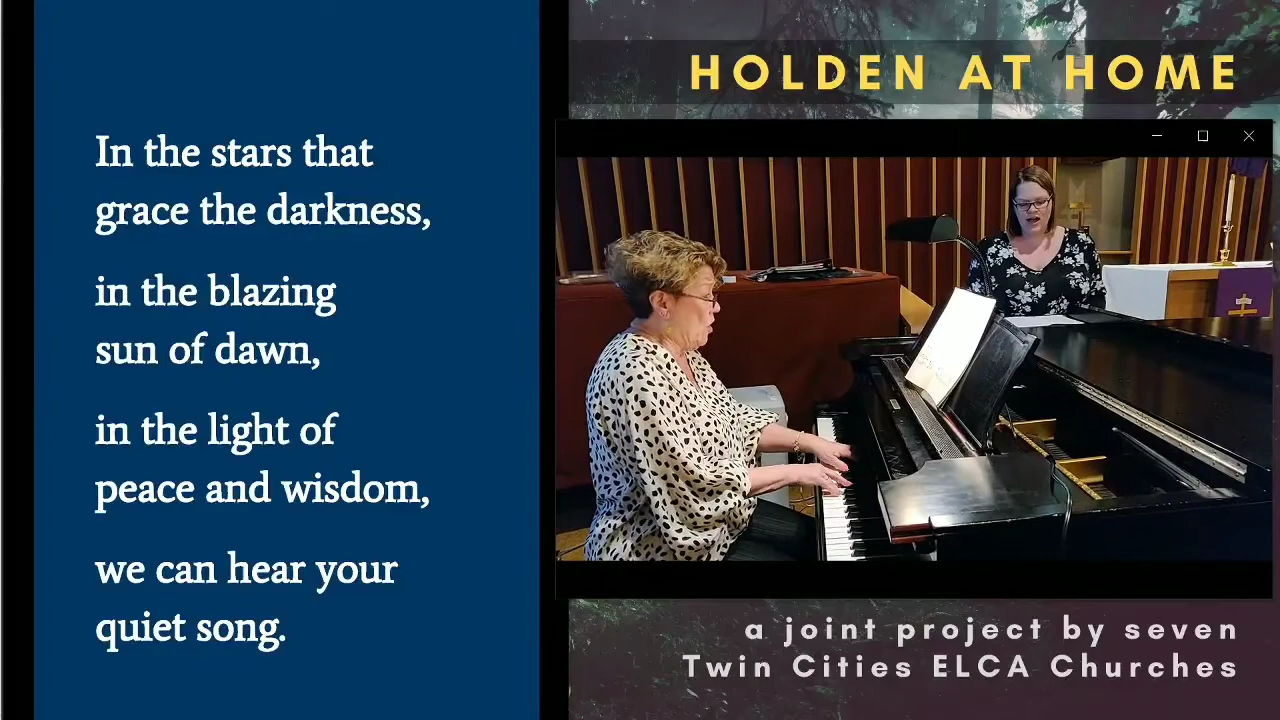 In the stars that
grace the darkness,
in the blazing
sun of dawn,
in the light of
peace and wisdom,
we can hear your
quiet song.
HOLDEN AT HOME
a joint project by seven
Twin Cities ELCA Churches